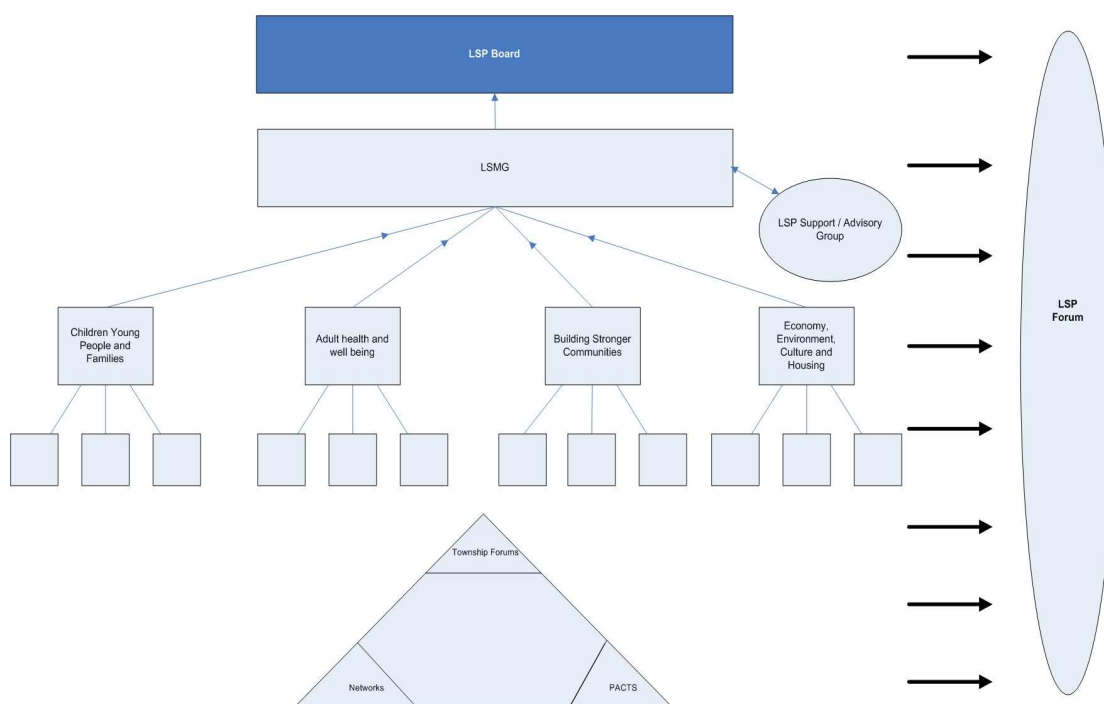 LSP Board
LSMG
LSP Support / Advisory
Group
LSP
Forum
Children Young
People and
Families
Adult health and
well being
Building Stronger
Communities
Economy,
Environment,
Culture and
Housing
Township Forums
Networks
PACTS